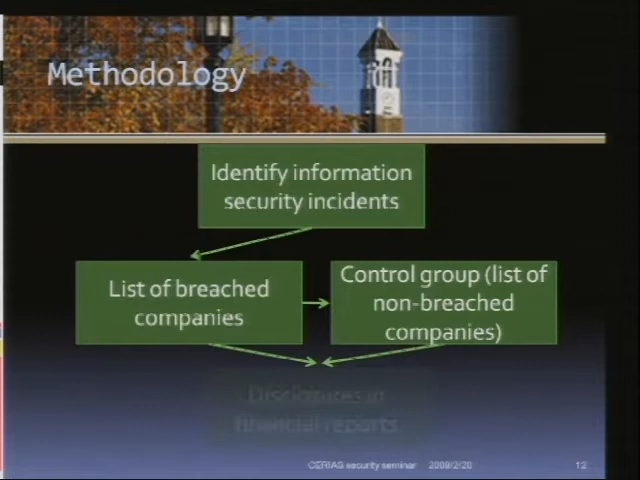 Methodology
Identify information
security incidents
List of breached
companies
Control group (list of
non-breached
companies)
Disclosures in
financial reports
CERIAS security seminar 2009/2/20 12